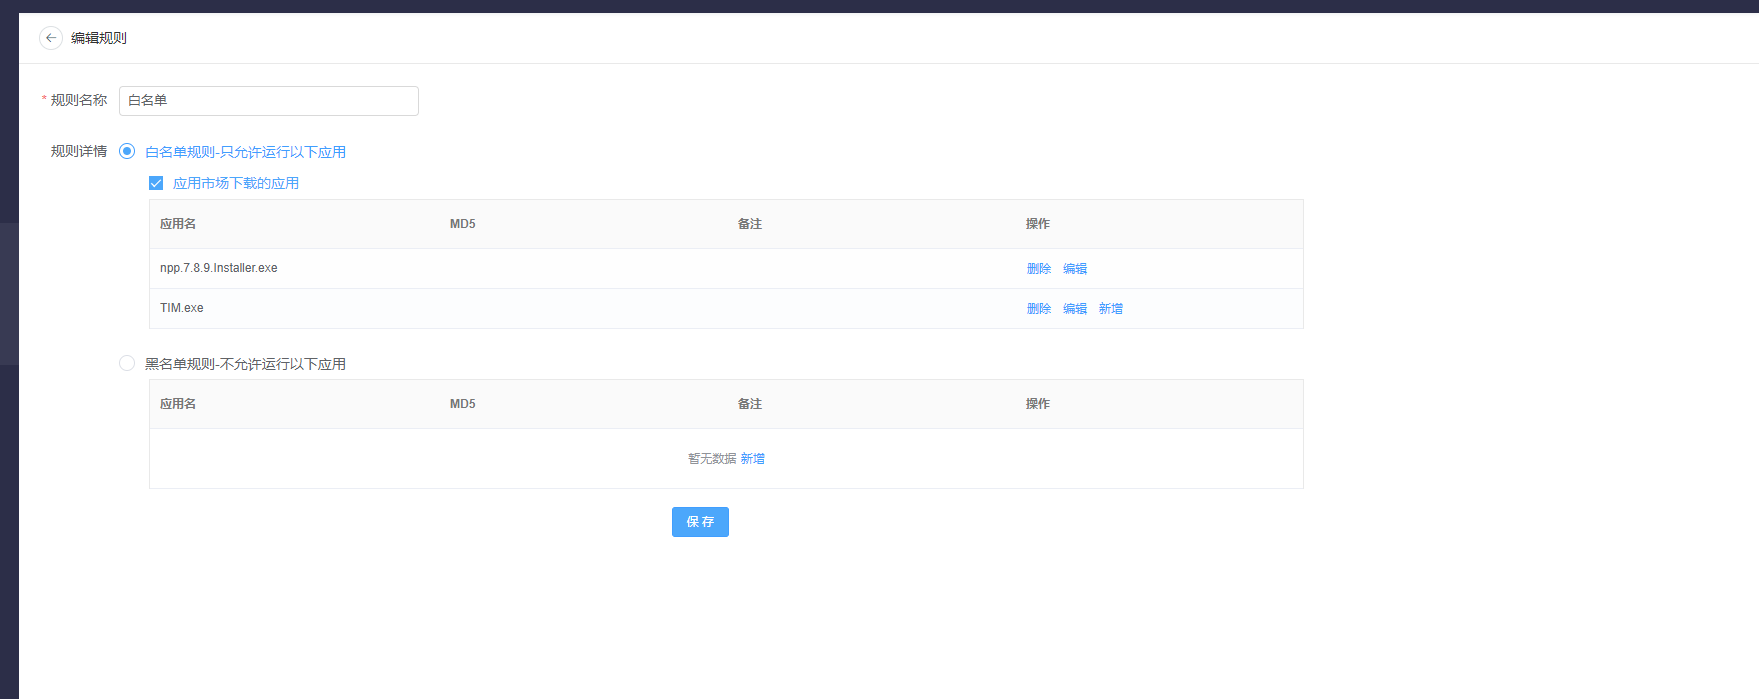 编辑规则
* 规则名称 白名单
规则详情 白名单规则-只允许运行以下应用
应用市场下载的应用
应用名 MD5 备注 操作
npp.7.8.9.Installer.exe 删除 编辑
TIM.exe 删除 编辑 新增
黑名单规则-不允许运行以下应用
应用名 MD5 备注 操作
暂无数据 新增
保存